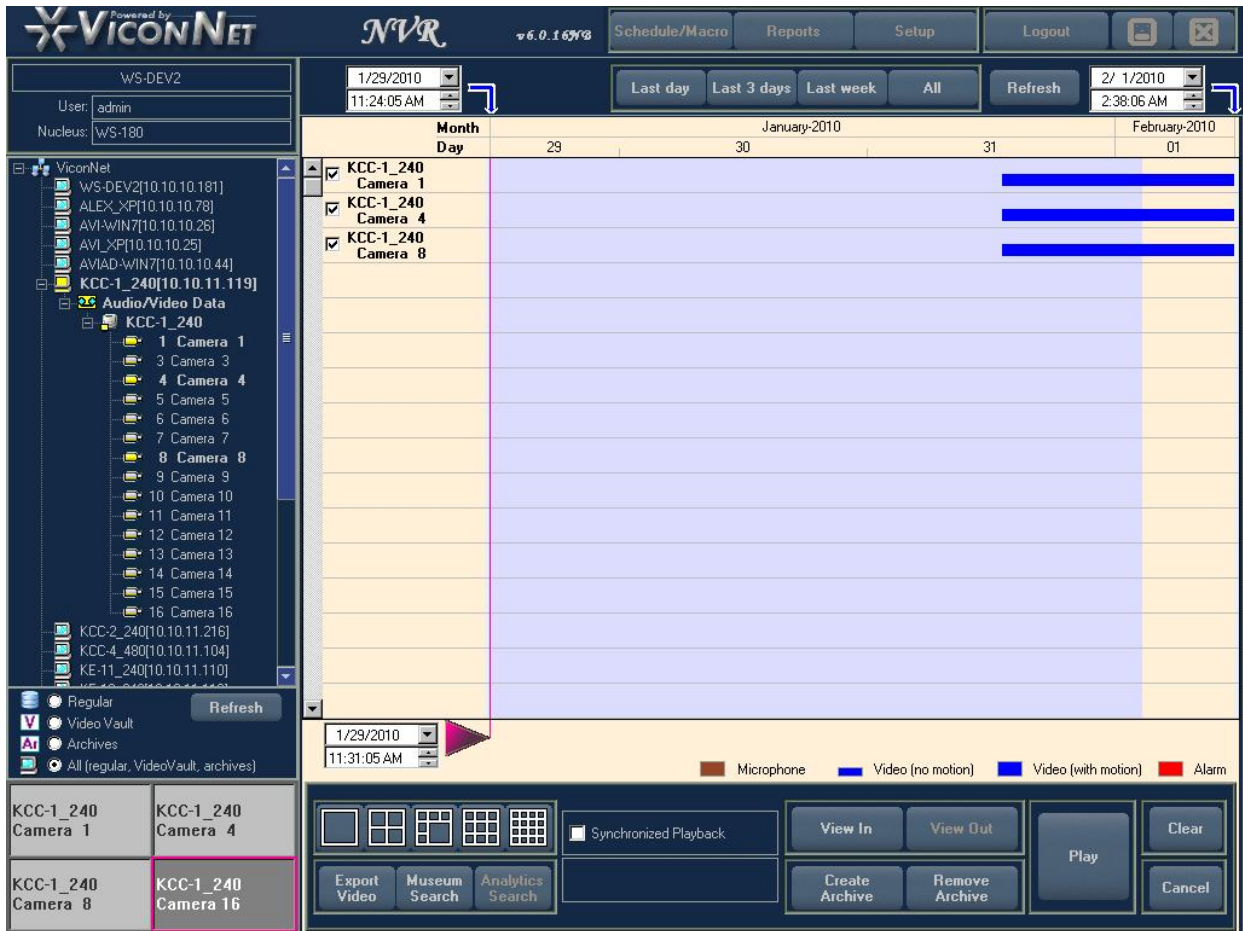 Powered by
ViconNet
NVR
v6.0.169NB
Schedule/Macro
Reports
Setup
Logout
WS-DEV2
User: admin
Nucleus: WS-180
1/29/2010
11:24:05 AM
Last day
Last 3 days
Last week
All
Refresh
2/ 1/2010
2:38:06 AM
Month
January-2010
February-2010
Day
29
30
31
01
ViconNet
WS-DEV2[10.10.10.181]
ALEX_XP[10.10.10.78]
AVI-WIN7[10.10.10.26]
AVI_XP[10.10.10.25]
AVIAD-WIN7[10.10.10.44]
KCC-1_240[10.10.11.119]
Audio/Video Data
KCC-1_240
1 Camera 1
3 Camera 3
4 Camera 4
5 Camera 5
6 Camera 6
7 Camera 7
8 Camera 8
9 Camera 9
10 Camera 10
11 Camera 11
12 Camera 12
13 Camera 13
14 Camera 14
15 Camera 15
16 Camera 16
KCC-2_240[10.10.11.216]
KCC-4_480[10.10.11.104]
KE-11_240[10.10.11.110]
KCC-1_240
Camera 1
KCC-1_240
Camera 4
KCC-1_240
Camera 8
Regular
Refresh
V Video Vault
Ar Archives
All (regular, VideoVault, archives)
1/29/2010
11:31:05 AM
Microphone
Video (no motion)
Video (with motion)
Alarm
KCC-1_240
Camera 1
KCC-1_240
Camera 4
KCC-1_240
Camera 8
KCC-1_240
Camera 16
Synchronized Playback
View In
View Out
Play
Clear
Export
Video
Museum
Search
Analytics
Search
Create
Archive
Remove
Archive
Cancel